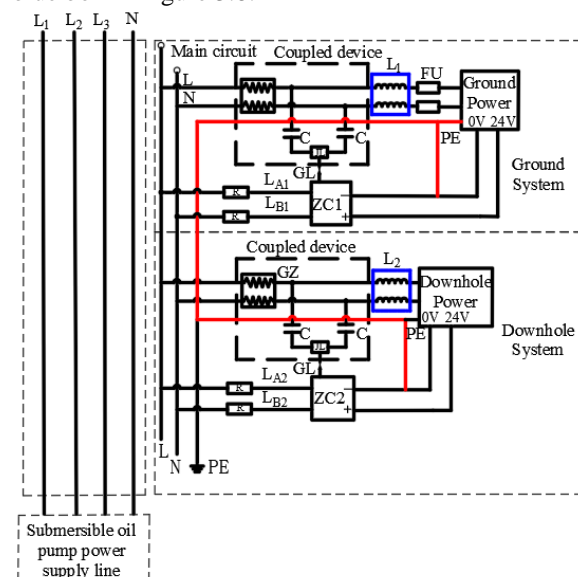 L1 L2 L3 N
Main circuit
Coupled device
L1
FU
L
N
Ground
Power
0V 24V
PE
C
C
GL
LA1
R
ZC1
LB1
R
Ground
System
Coupled device
L2
GZ
Downhole
Power
0V 24V
PE
C
C
GL
LA2
R
ZC2
LB2
R
Downhole
System
L
N
PE
Submersible oil
pump power
supply line